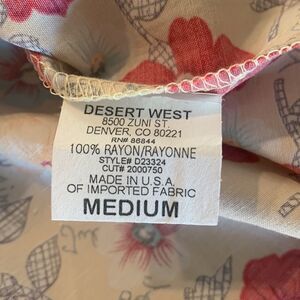 DESERT WEST
8500 ZUNI ST
DENVER, CO 80221
RN# 86844
100% RAYON/RAYONNE
STYLE# D23324
CUT# 2000750
MADE IN U.S.A.
OF IMPORTED FABRIC
MEDIUM